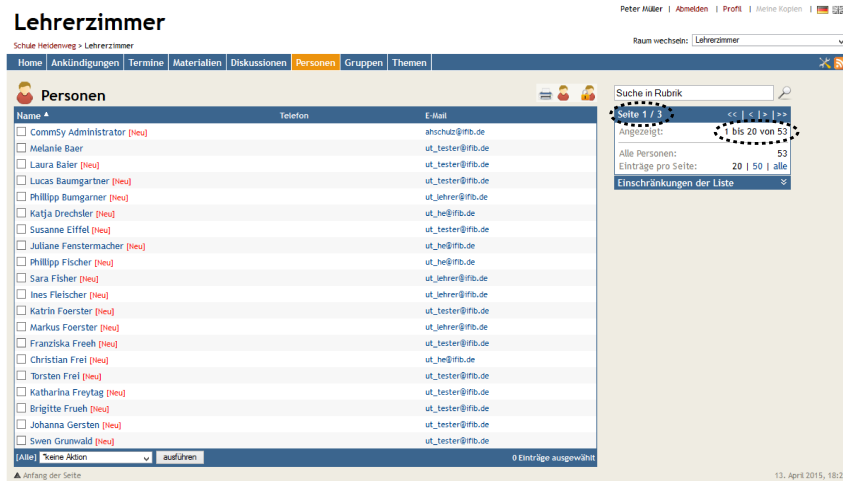 Peter Müller | Abmelden | Profil | Meine Kopien |
Lehrerzimmer
Schule Heidenweg > Lehrerzimmer
Raum wechseln: Lehrerzimmer
Home Ankündigungen Termine Materialien Diskussionen Personen Gruppen Themen
Personen
Suche in Rubrik
Name Telefon E-Mail
Seite 1 / 3 << | < | > | >>
CommSy Administrator [Neu] ahschulz@ifib.de
Angezeigt: 1 bis 20 von 53
Melanie Baer ut_tester@ifib.de
Alle Personen: 53
Laura Baier [Neu] ut_tester@ifib.de
Einträge pro Seite: 20 | 50 | alle
Lucas Baumgartner [Neu] ut_tester@ifib.de
Einschränkungen der Liste
Phillipp Bumgarner [Neu] ut_lehrer@ifib.de
Katja Drechsler [Neu] ut_he@ifib.de
Susanne Eiffel [Neu] ut_tester@ifib.de
Juliane Fenstermacher [Neu] ut_he@ifib.de
Phillipp Fischer [Neu] ut_he@ifib.de
Sara Fisher [Neu] ut_lehrer@ifib.de
Ines Fleischer [Neu] ut_lehrer@ifib.de
Katrin Foerster [Neu] ut_tester@ifib.de
Markus Foerster [Neu] ut_lehrer@ifib.de
Franziska Freeh [Neu] ut_tester@ifib.de
Christian Frei [Neu] ut_he@ifib.de
Torsten Frei [Neu] ut_tester@ifib.de
Katharina Freytag [Neu] ut_tester@ifib.de
Brigitte Frueh [Neu] ut_tester@ifib.de
Johanna Gersten [Neu] ut_tester@ifib.de
Swen Grunwald [Neu] ut_tester@ifib.de
[Alle] *keine Aktion ausführen 0 Einträge ausgewählt
Anfang der Seite 13. April 2015, 18:2